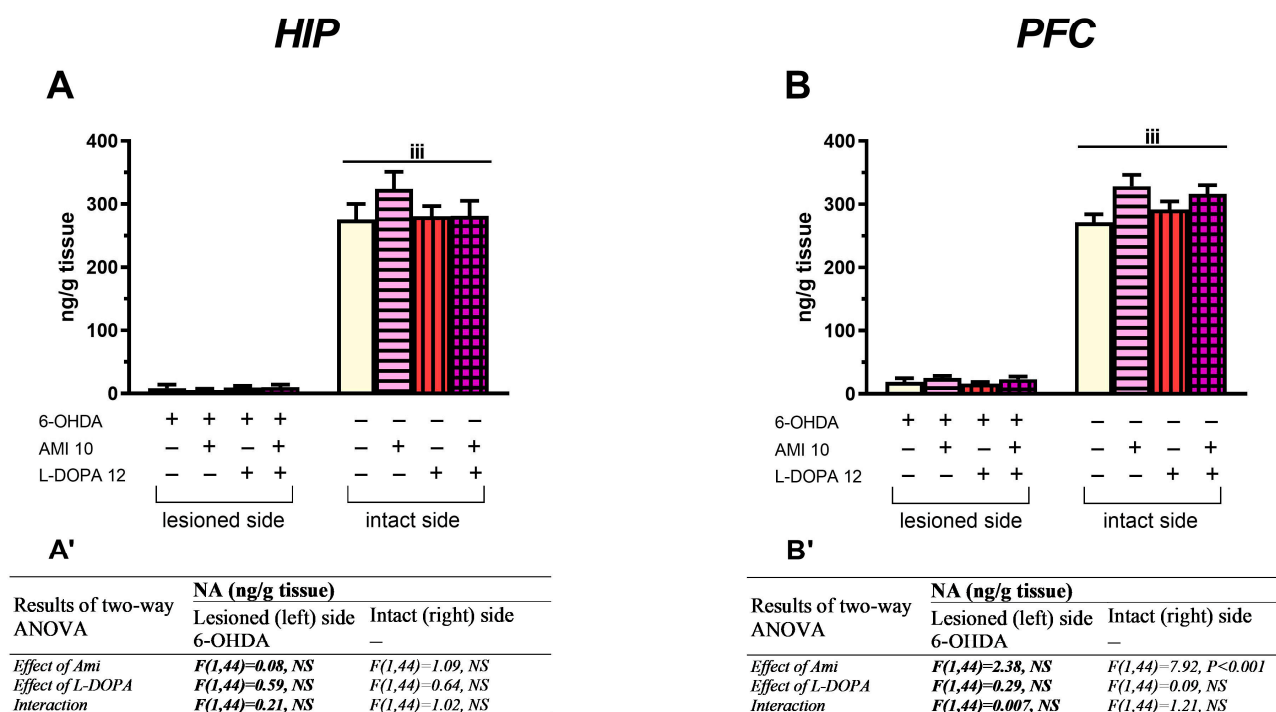 HIP
PFC
A
B
iii
iii
400
300
200
100
0
ng/g tissue
400
300
200
100
0
ng/g tissue
6-OHDA + + + + – – – –
AMI 10 – + – + – + – +
L-DOPA 12 – – + + – – + +
lesioned side intact side
6-OHDA + + + + – – – –
AMI 10 – + – + – + – +
L-DOPA 12 – – + + – – + +
lesioned side intact side
A'
Results of two-way ANOVA
NA (ng/g tissue)
Lesioned (left) side Intact (right) side
6-OHDA –
Effect of Ami F(1,44)=0.08, NS F(1,44)=1.09, NS
Effect of L-DOPA F(1,44)=0.59, NS F(1,44)=0.64, NS
Interaction F(1,44)=0.21, NS F(1,44)=1.02, NS
B'
Results of two-way ANOVA
NA (ng/g tissue)
Lesioned (left) side Intact (right) side
6-OHDA –
Effect of Ami F(1,44)=2.38, NS F(1,44)=7.92, P<0.001
Effect of L-DOPA F(1,44)=0.29, NS F(1,44)=0.09, NS
Interaction F(1,44)=0.007, NS F(1,44)=1.21, NS